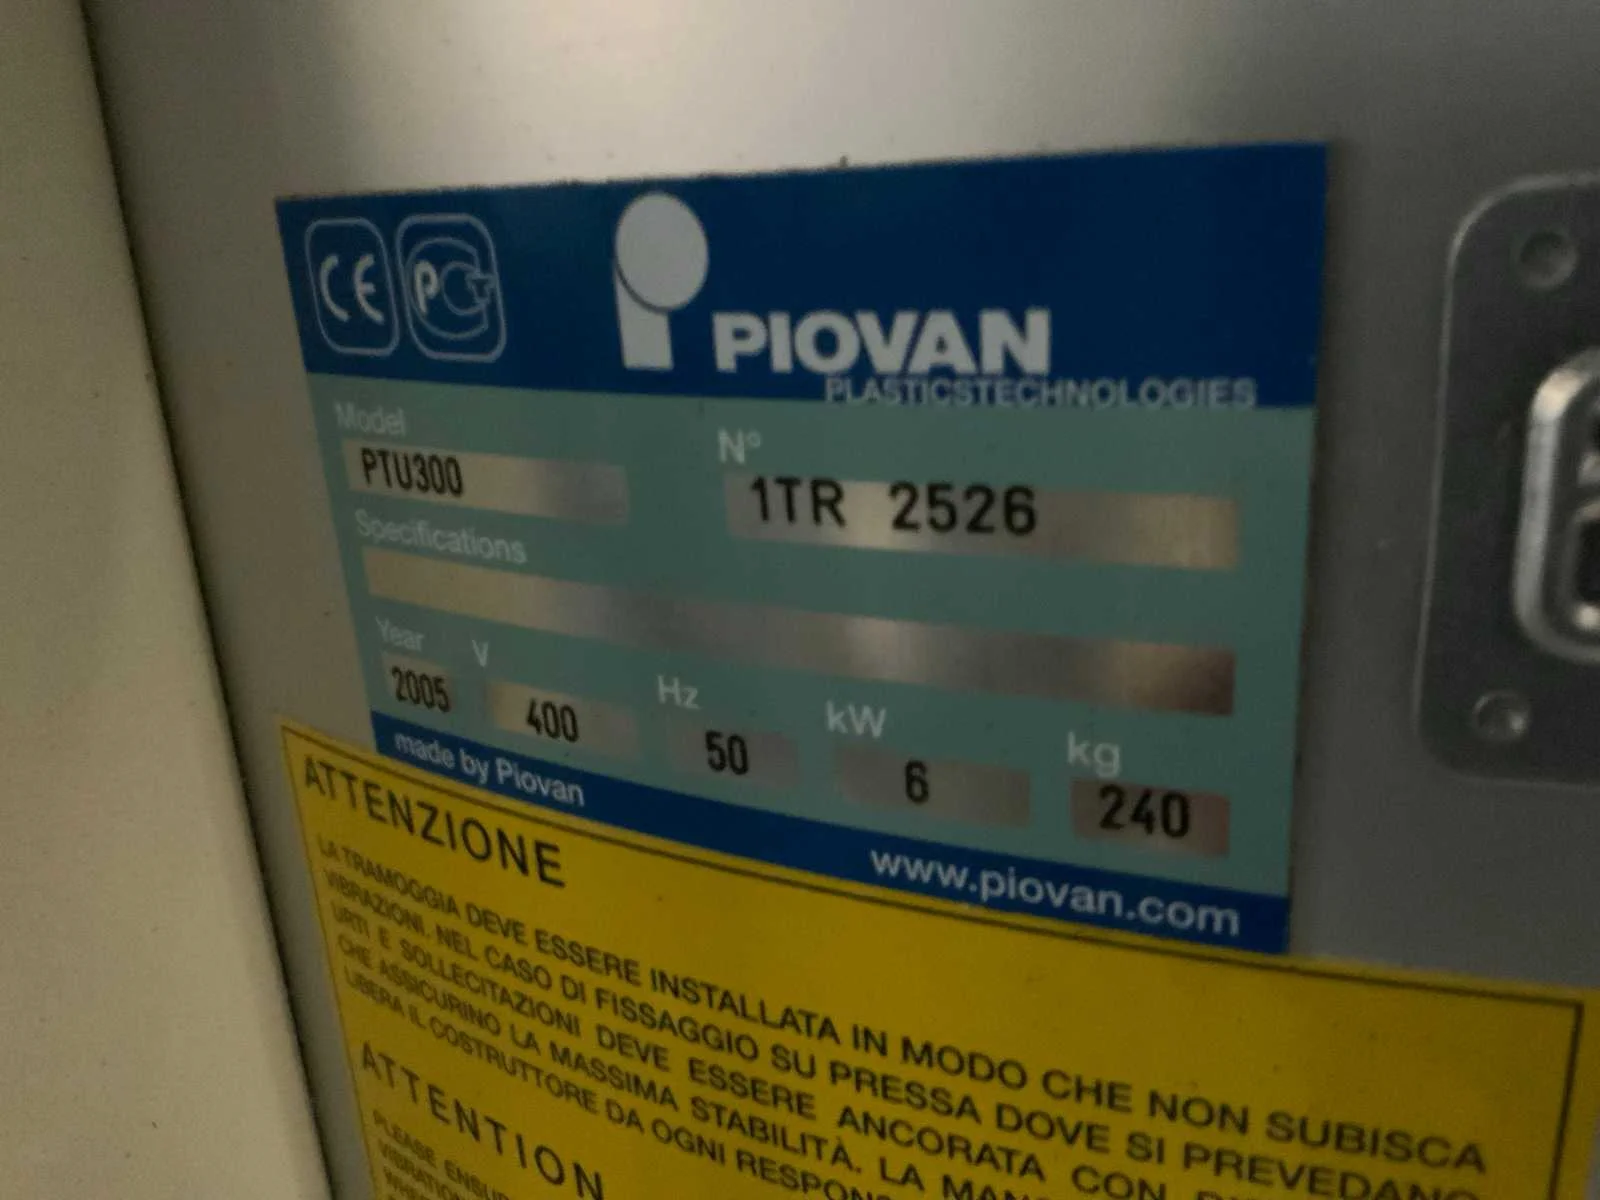 CE PCT
PIOVAN
PLASTICSTECHNOLOGIES
Model
N°
PTU300
1TR 2526
Specifications
Year V Hz kW kg
2005 400 50 6 240
made by Piovan
www.piovan.com
ATTENZIONE
LA TRAMOGGIA DEVE ESSERE INSTALLATA IN MODO CHE NON SUBISCA
VIBRAZIONI. NEL CASO DI FISSAGGIO SU PRESSA DOVE SI PREVEDANO
URTI E SOLLECITAZIONI DEVE ESSERE ANCORATA CON
CHE ASSICURINO LA MASSIMA STABILITÀ. LA
LIBERA IL COSTRUTTORE DA OGNI
ATTENTION
PLEASE